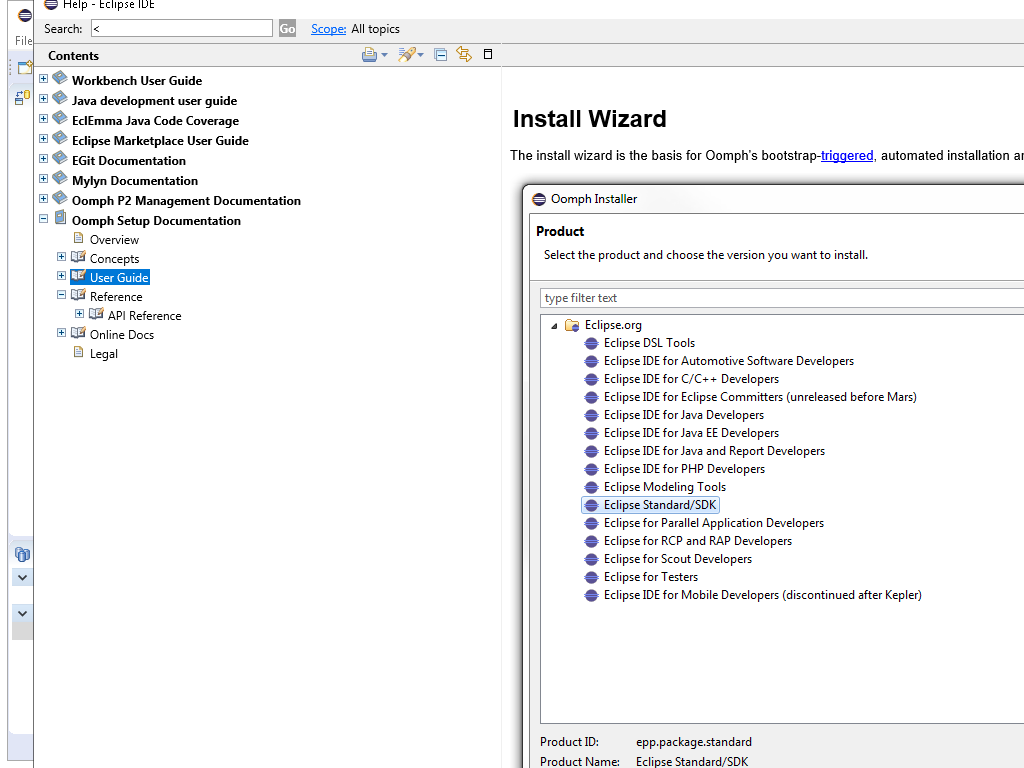 Help - Eclipse IDE
File
Search: < Go Scope: All topics
Contents
Workbench User Guide
Java development user guide
EclEmma Java Code Coverage
Eclipse Marketplace User Guide
EGit Documentation
Mylyn Documentation
Oomph P2 Management Documentation
Oomph Setup Documentation
Overview
Concepts
User Guide
Reference
API Reference
Online Docs
Legal
Install Wizard
The install wizard is the basis for Oomph's bootstrap-triggered, automated installation
Oomph Installer
Product
Select the product and choose the version you want to install.
type filter text
Eclipse.org
Eclipse DSL Tools
Eclipse IDE for Automotive Software Developers
Eclipse IDE for C/C++ Developers
Eclipse IDE for Eclipse Committers (unreleased before Mars)
Eclipse IDE for Java Developers
Eclipse IDE for Java EE Developers
Eclipse IDE for Java and Report Developers
Eclipse IDE for PHP Developers
Eclipse Modeling Tools
Eclipse Standard/SDK
Eclipse for Parallel Application Developers
Eclipse for RCP and RAP Developers
Eclipse for Scout Developers
Eclipse for Testers
Eclipse IDE for Mobile Developers (discontinued after Kepler)
Product ID: epp.package.standard
Product Name: Eclipse Standard/SDK